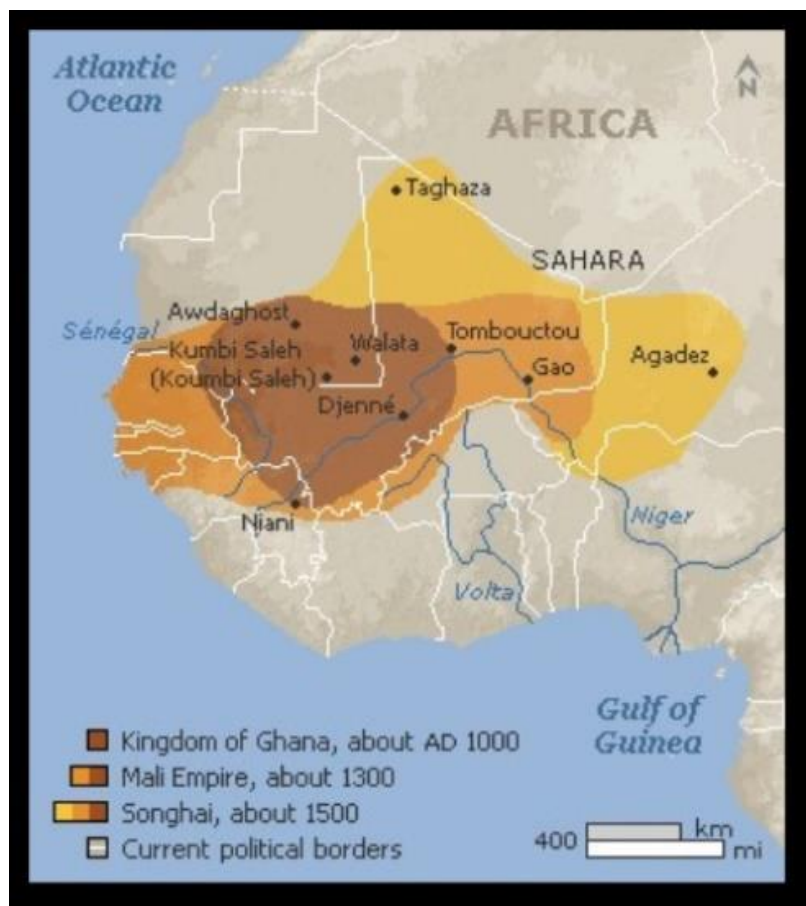 Atlantic
Ocean
N
AFRICA
Taghaza
SAHARA
Awdaghost
Sénégal
Walata
Tombouctou
Kumbi Saleh
(Koumbi Saleh)
Gao
Agadez
Djenné
Niani
Niger
Volta
Gulf of
Guinea
Kingdom of Ghana, about AD 1000
Mali Empire, about 1300
Songhai, about 1500
Current political borders
400 km
mi